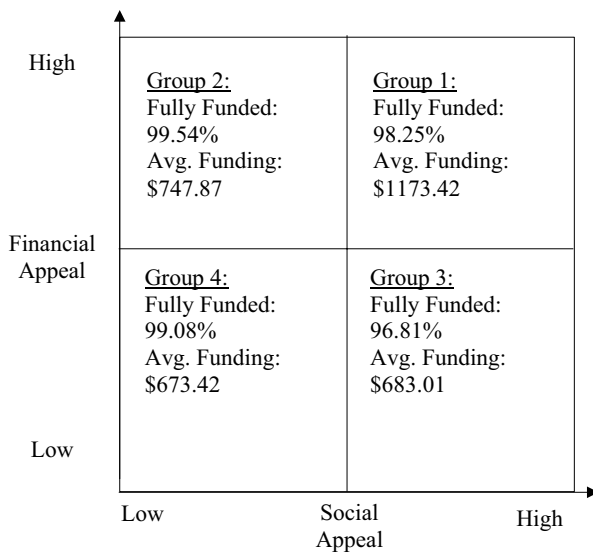 High
Group 2:
Fully Funded:
99.54%
Avg. Funding:
$747.87
Group 1:
Fully Funded:
98.25%
Avg. Funding:
$1173.42
Financial
Appeal
Group 4:
Fully Funded:
99.08%
Avg. Funding:
$673.42
Group 3:
Fully Funded:
96.81%
Avg. Funding:
$683.01
Low
Low
Social
Appeal
High